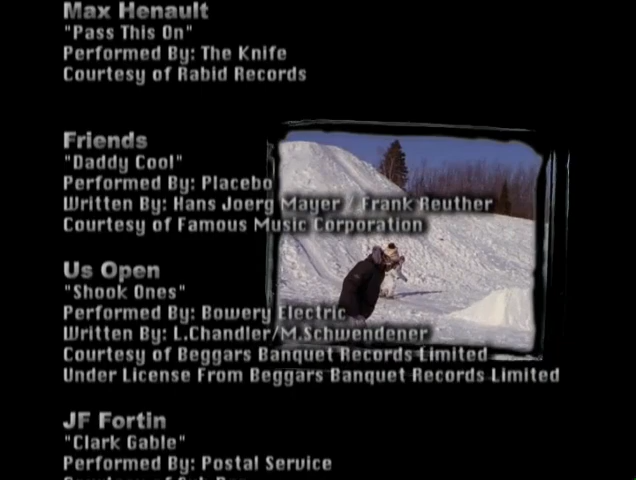 Max Henault
"Pass This On"
Performed By: The Knife
Courtesy of Rabid Records
Friends
"Daddy Cool"
Performed By: Placebo
Written By: Hans Joerg Mayer / Frank Reuther
Courtesy of Famous Music Corporation
Us Open
"Shook Ones"
Performed By: Bowery Electric
Written By: L.Chandler/M.Schwendener
Courtesy of Beggars Banquet Records Limited
Under License From Beggars Banquet Records Limited
JF Fortin
"Clark Gable"
Performed By: Postal Service